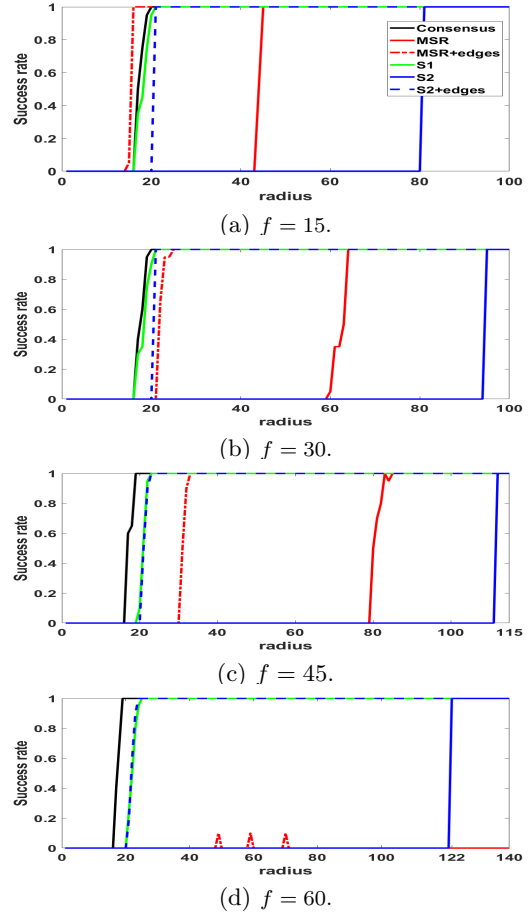 1
0.8
0.6
0.4
0.2
0
Success rate
Consensus
MSR
MSR+edges
S1
S2
S2+edges
0 20 40 60 80 100
radius
(a) f = 15.
1
0.8
0.6
0.4
0.2
0
Success rate
0 20 40 60 80 100
radius
(b) f = 30.
1
0.8
0.6
0.4
0.2
0
Success rate
0 20 40 60 80 100 115
radius
(c) f = 45.
1
0.8
0.6
0.4
0.2
0
Success rate
0 20 40 60 80 100 122 140
radius
(d) f = 60.